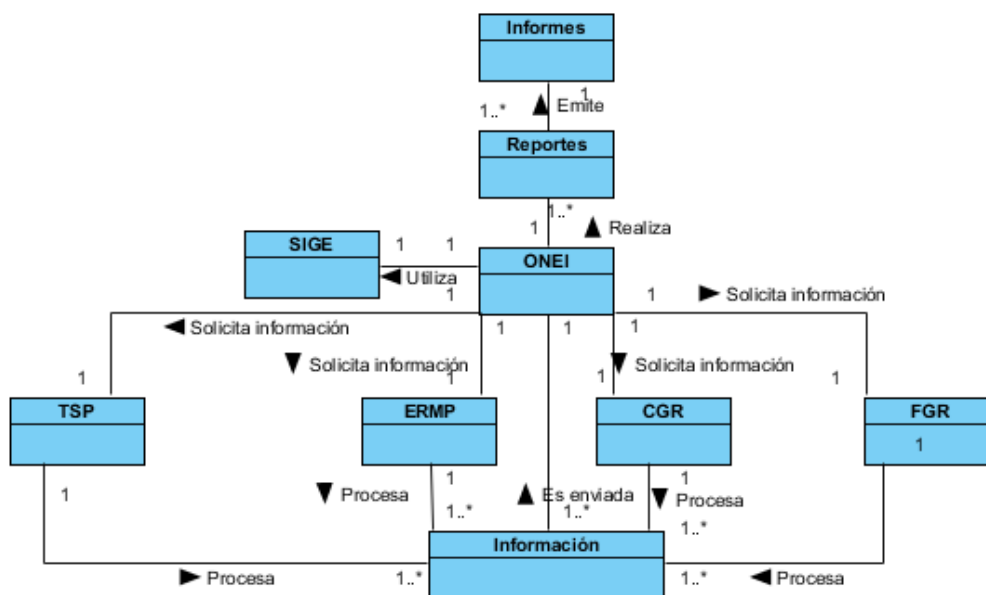 Informes
1
1..*
Emite
Reportes
1..*
1
Realiza
SIGE
1
1
ONEI
Utiliza
1
1
Solicita información
Solicita información
1
1
1
Solicita información
Solicita información
1
1
1
1
TSP
ERMP
CGR
FGR
1
1
1
1
Procesa
Es enviada
Procesa
1..*
1..*
1..*
Información
Procesa
1..*
1..*
Procesa